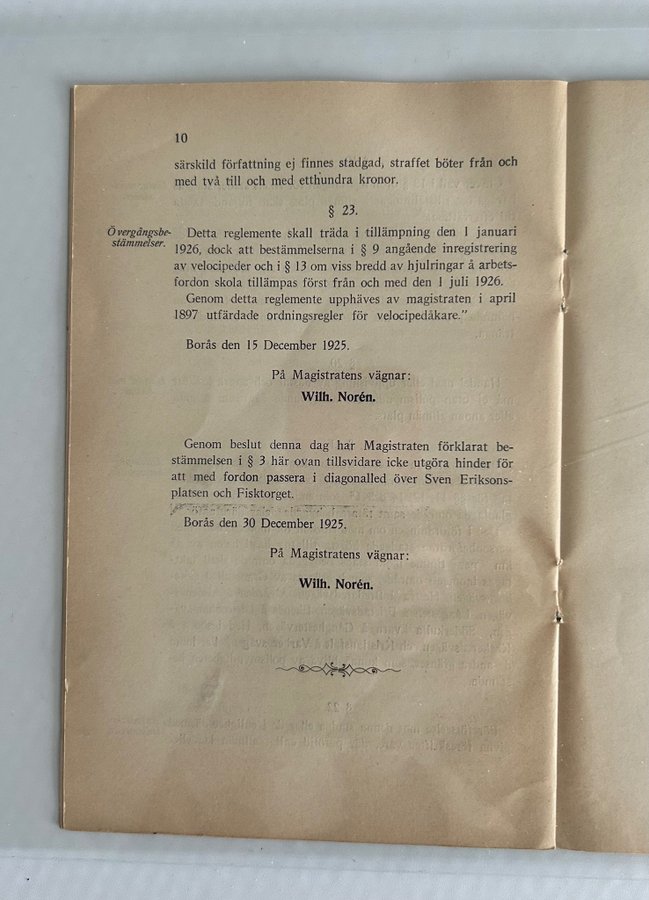 10
särskild författning ej finnes stadgad, straffet böter från och
med två till och med etthundra kronor.
§ 23.
Övergångsbe-
stämmelser.
Detta reglemente skall träda i tillämpning den 1 januari
1926, dock att bestämmelserna i § 9 angående inregistrering
av velocipeder och i § 13 om viss bredd av hjulringar å arbets-
fordon skola tillämpas först från och med den 1 juli 1926.
Genom detta reglemente upphäves av magistraten i april
1897 utfärdade ordningsregler för velocipedåkare.”
Borås den 15 December 1925.
På Magistratens vägnar:
Wilh. Norén.
Genom beslut denna dag har Magistraten förklarat be-
stämmelsen i § 3 här ovan tillsvidare icke utgöra hinder för
att med fordon passera i diagonalled över Sven Eriksons-
platsen och Fisktorget.
Borås den 30 December 1925.
På Magistratens vägnar:
Wilh. Norén.